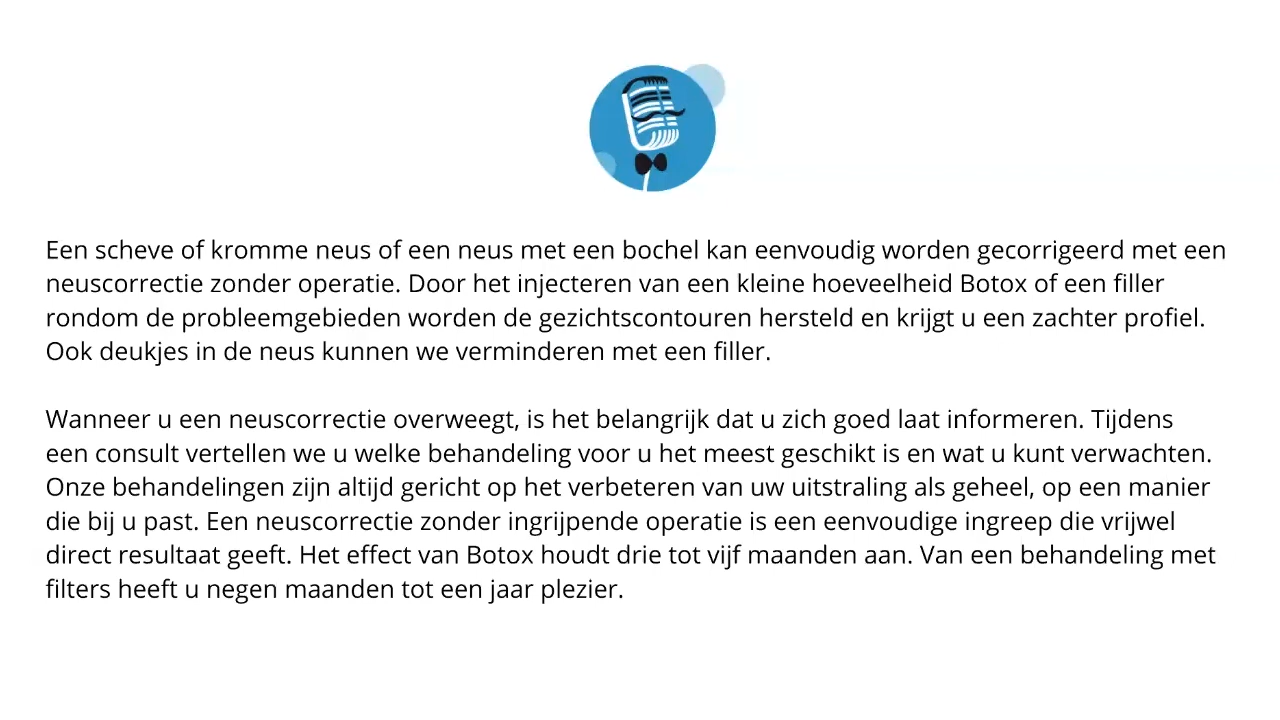 Een scheve of kromme neus of een neus met een bochel kan eenvoudig worden gecorrigeerd met een
neuscorrectie zonder operatie. Door het injecteren van een kleine hoeveelheid Botox of een filler
rondom de probleemgebieden worden de gezichtscontouren hersteld en krijgt u een zachter profiel.
Ook deukjes in de neus kunnen we verminderen met een filler.
Wanneer u een neuscorrectie overweegt, is het belangrijk dat u zich goed laat informeren. Tijdens
een consult vertellen we u welke behandeling voor u het meest geschikt is en wat u kunt verwachten.
Onze behandelingen zijn altijd gericht op het verbeteren van uw uitstraling als geheel, op een manier
die bij u past. Een neuscorrectie zonder ingrijpende operatie is een eenvoudige ingreep die vrijwel
direct resultaat geeft. Het effect van Botox houdt drie tot vijf maanden aan. Van een behandeling met
filters heeft u negen maanden tot een jaar plezier.